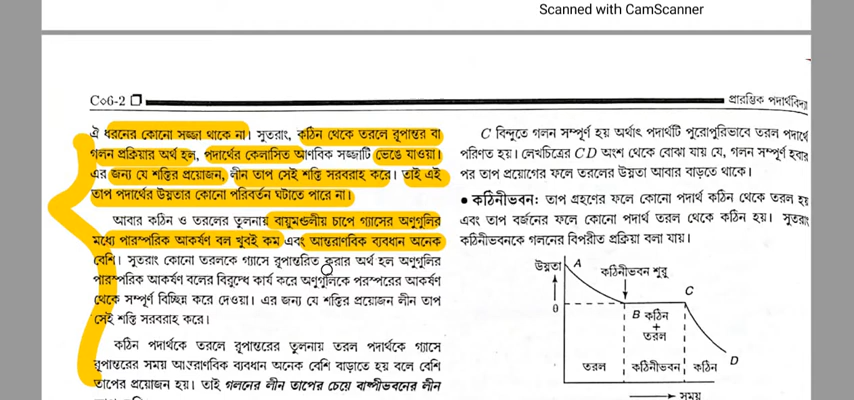 Scanned with CamScanner
C০6-2
প্রারম্ভিক পদার্থবিদ্যা
ঐ ধরনের কোনো সজ্জা থাকে না। সুতরাং, কঠিন থেকে তরলে রূপান্তর বা
গলন প্রক্রিয়ার অর্থ হল, পদার্থের কেলাসিত আণবিক সজ্জাটি ভেঙে যাওয়া।
এর জন্য যে শক্তির প্রয়োজন, লীন তাপ সেই শক্তি সরবরাহ করে। তাই এই
তাপ পদার্থের উষ্ণতার কোনো পরিবর্তন ঘটাতে পারে না।
আবার কঠিন ও তরলের তুলনায় বায়ুমণ্ডলীয় চাপে গ্যাসের অণুগুলির
মধ্যে পারস্পরিক আকর্ষণ বল খুবই কম এবং আন্তরাণবিক ব্যবধান অনেক
বেশি। সুতরাং কোনো তরলকে গ্যাসে রূপান্তরিত করার অর্থ হল অণুগুলির
পারস্পরিক আকর্ষণ বলের বিরুদ্ধে কার্য করে অণুগুলিকে পরস্পরের আকর্ষণ
থেকে সম্পূর্ণ বিচ্ছিন্ন করে দেওয়া। এর জন্য যে শক্তির প্রয়োজন লীন তাপ
সেই শক্তি সরবরাহ করে।
কঠিন পদার্থকে তরলে রূপান্তরের তুলনায় তরল পদার্থকে গ্যাসে
রূপান্তরের সময় আন্তরাণবিক ব্যবধান অনেক বেশি বাড়াতে হয় বলে বেশি
তাপের প্রয়োজন হয়। তাই গলনের লীন তাপের চেয়ে বাষ্পীভবনের লীন
C বিন্দুতে গলন সম্পূর্ণ হয় অর্থাৎ পদার্থটি পুরোপুরিভাবে তরল পদার্থে
পরিণত হয়। লেখচিত্রের CD অংশ থেকে বোঝা যায় যে, গলন সম্পূর্ণ হবার
পর তাপ প্রয়োগের ফলে তরলের উষ্ণতা আবার বাড়তে থাকে।
• কঠিনীভবন: তাপ গ্রহণের ফলে কোনো পদার্থ কঠিন থেকে তরল হয়
এবং তাপ বর্জনের ফলে কোনো পদার্থ তরল থেকে কঠিন হয়। সুতরাং
কঠিনীভবনকে গলনের বিপরীত প্রক্রিয়া বলা যায়।
উষ্ণতা A কঠিনীভবন শুরু
C
θ
B কঠিন
+
তরল
D
তরল কঠিনীভবন কঠিন
সময়